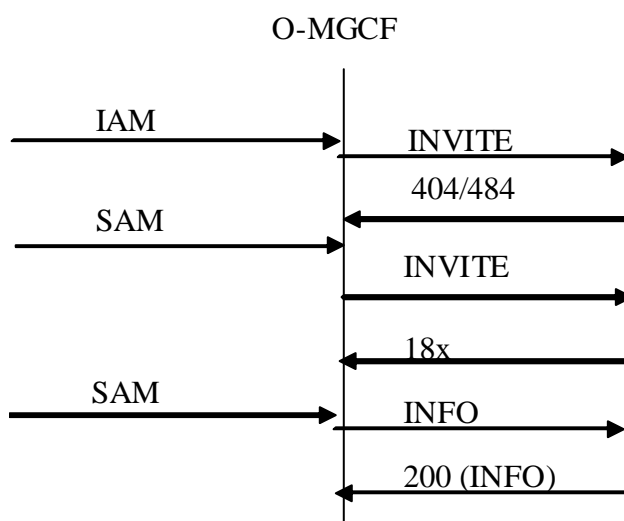 O-MGCF
IAM
INVITE
404/484
SAM
INVITE
18x
SAM
INFO
200 (INFO)